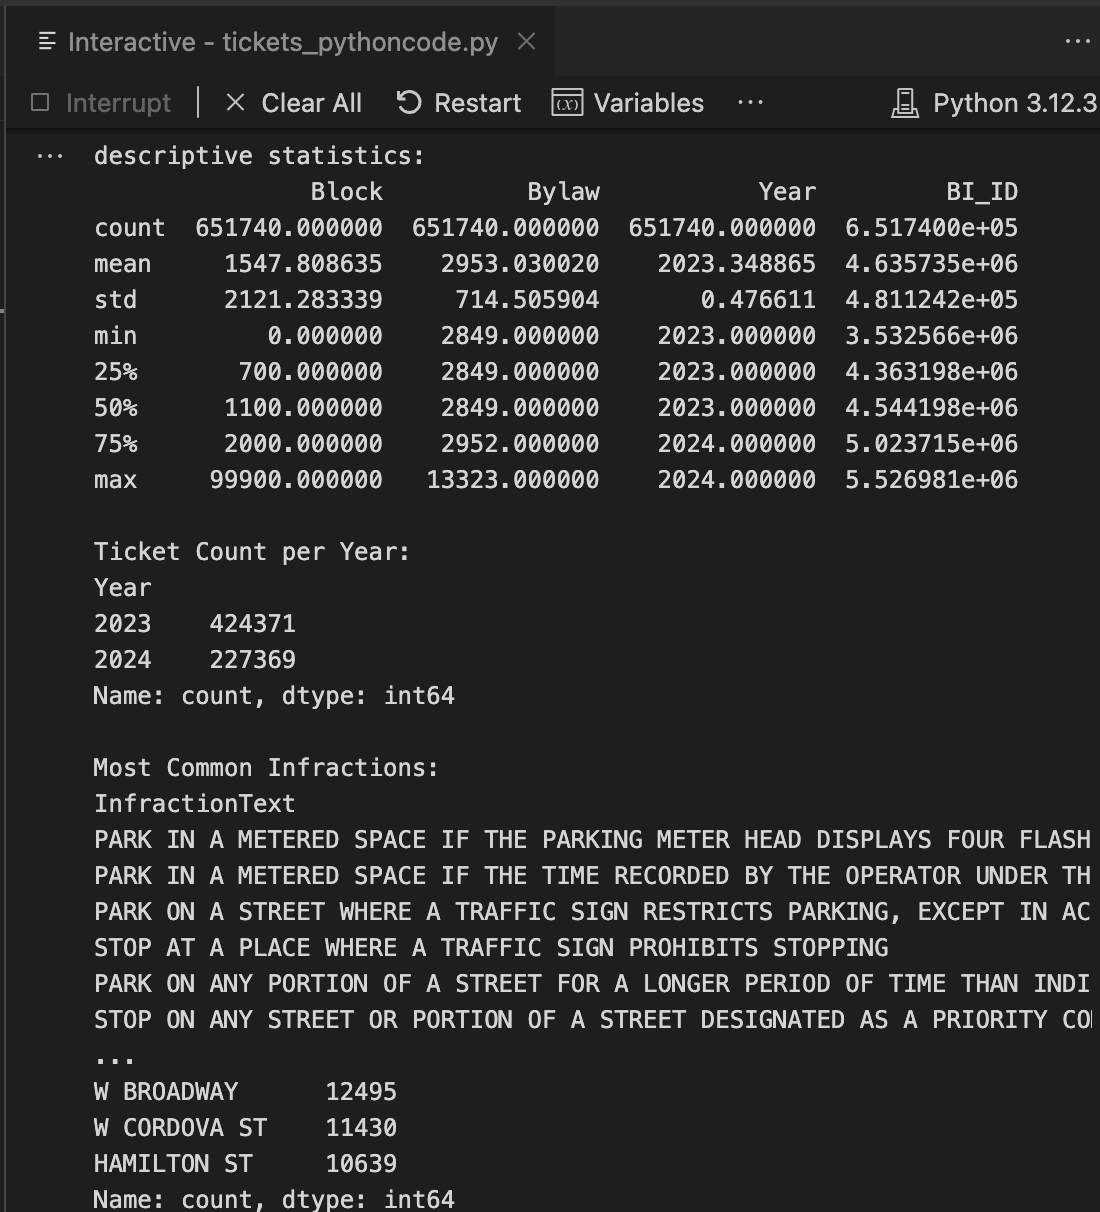 Interactive - tickets_pythoncode.py
Interrupt | Clear All Restart Variables ... Python 3.12.3
... descriptive statistics:
Block Bylaw Year BI_ID
count 651740.000000 651740.000000 651740.000000 6.517400e+05
mean 1547.808635 2953.030020 2023.348865 4.635735e+06
std 2121.283339 714.505904 0.476611 4.811242e+05
min 0.000000 2849.000000 2023.000000 3.532566e+06
25% 700.000000 2849.000000 2023.000000 4.363198e+06
50% 1100.000000 2849.000000 2023.000000 4.544198e+06
75% 2000.000000 2952.000000 2024.000000 5.023715e+06
max 99900.000000 13323.000000 2024.000000 5.526981e+06
Ticket Count per Year:
Year
2023 424371
2024 227369
Name: count, dtype: int64
Most Common Infractions:
InfractionText
PARK IN A METERED SPACE IF THE PARKING METER HEAD DISPLAYS FOUR FLASH
PARK IN A METERED SPACE IF THE TIME RECORDED BY THE OPERATOR UNDER TH
PARK ON A STREET WHERE A TRAFFIC SIGN RESTRICTS PARKING, EXCEPT IN AC
STOP AT A PLACE WHERE A TRAFFIC SIGN PROHIBITS STOPPING
PARK ON ANY PORTION OF A STREET FOR A LONGER PERIOD OF TIME THAN INDI
STOP ON ANY STREET OR PORTION OF A STREET DESIGNATED AS A PRIORITY CO
...
W BROADWAY 12495
W CORDOVA ST 11430
HAMILTON ST 10639
Name: count, dtype: int64